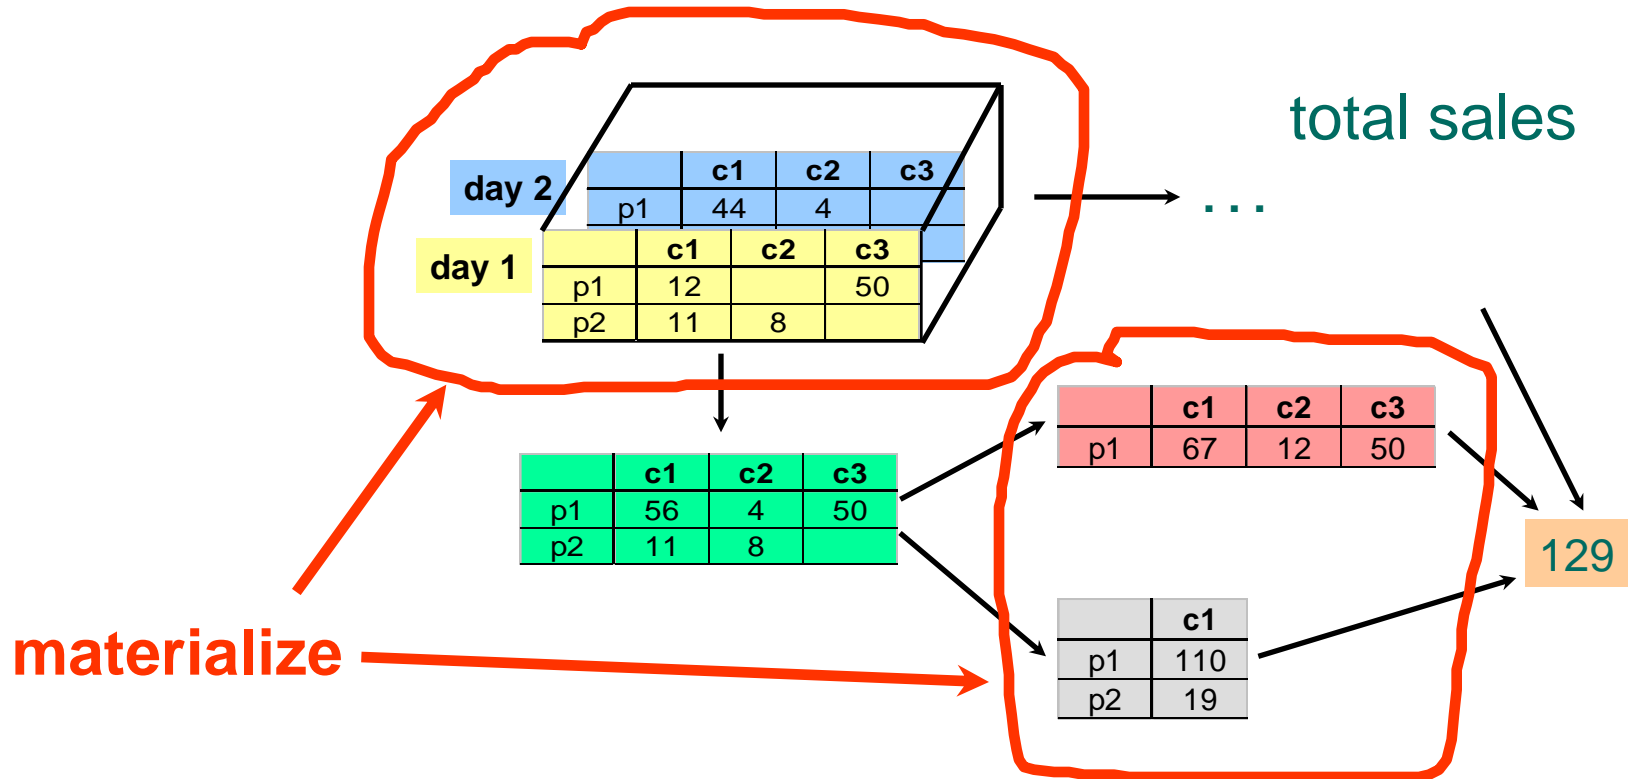 total sales
day 2
c1 c2 c3
p1 44 4
day 1
c1 c2 c3
p1 12 50
p2 11 8
. . .
c1 c2 c3
p1 67 12 50
c1 c2 c3
p1 56 4 50
p2 11 8
129
materialize
c1
p1 110
p2 19